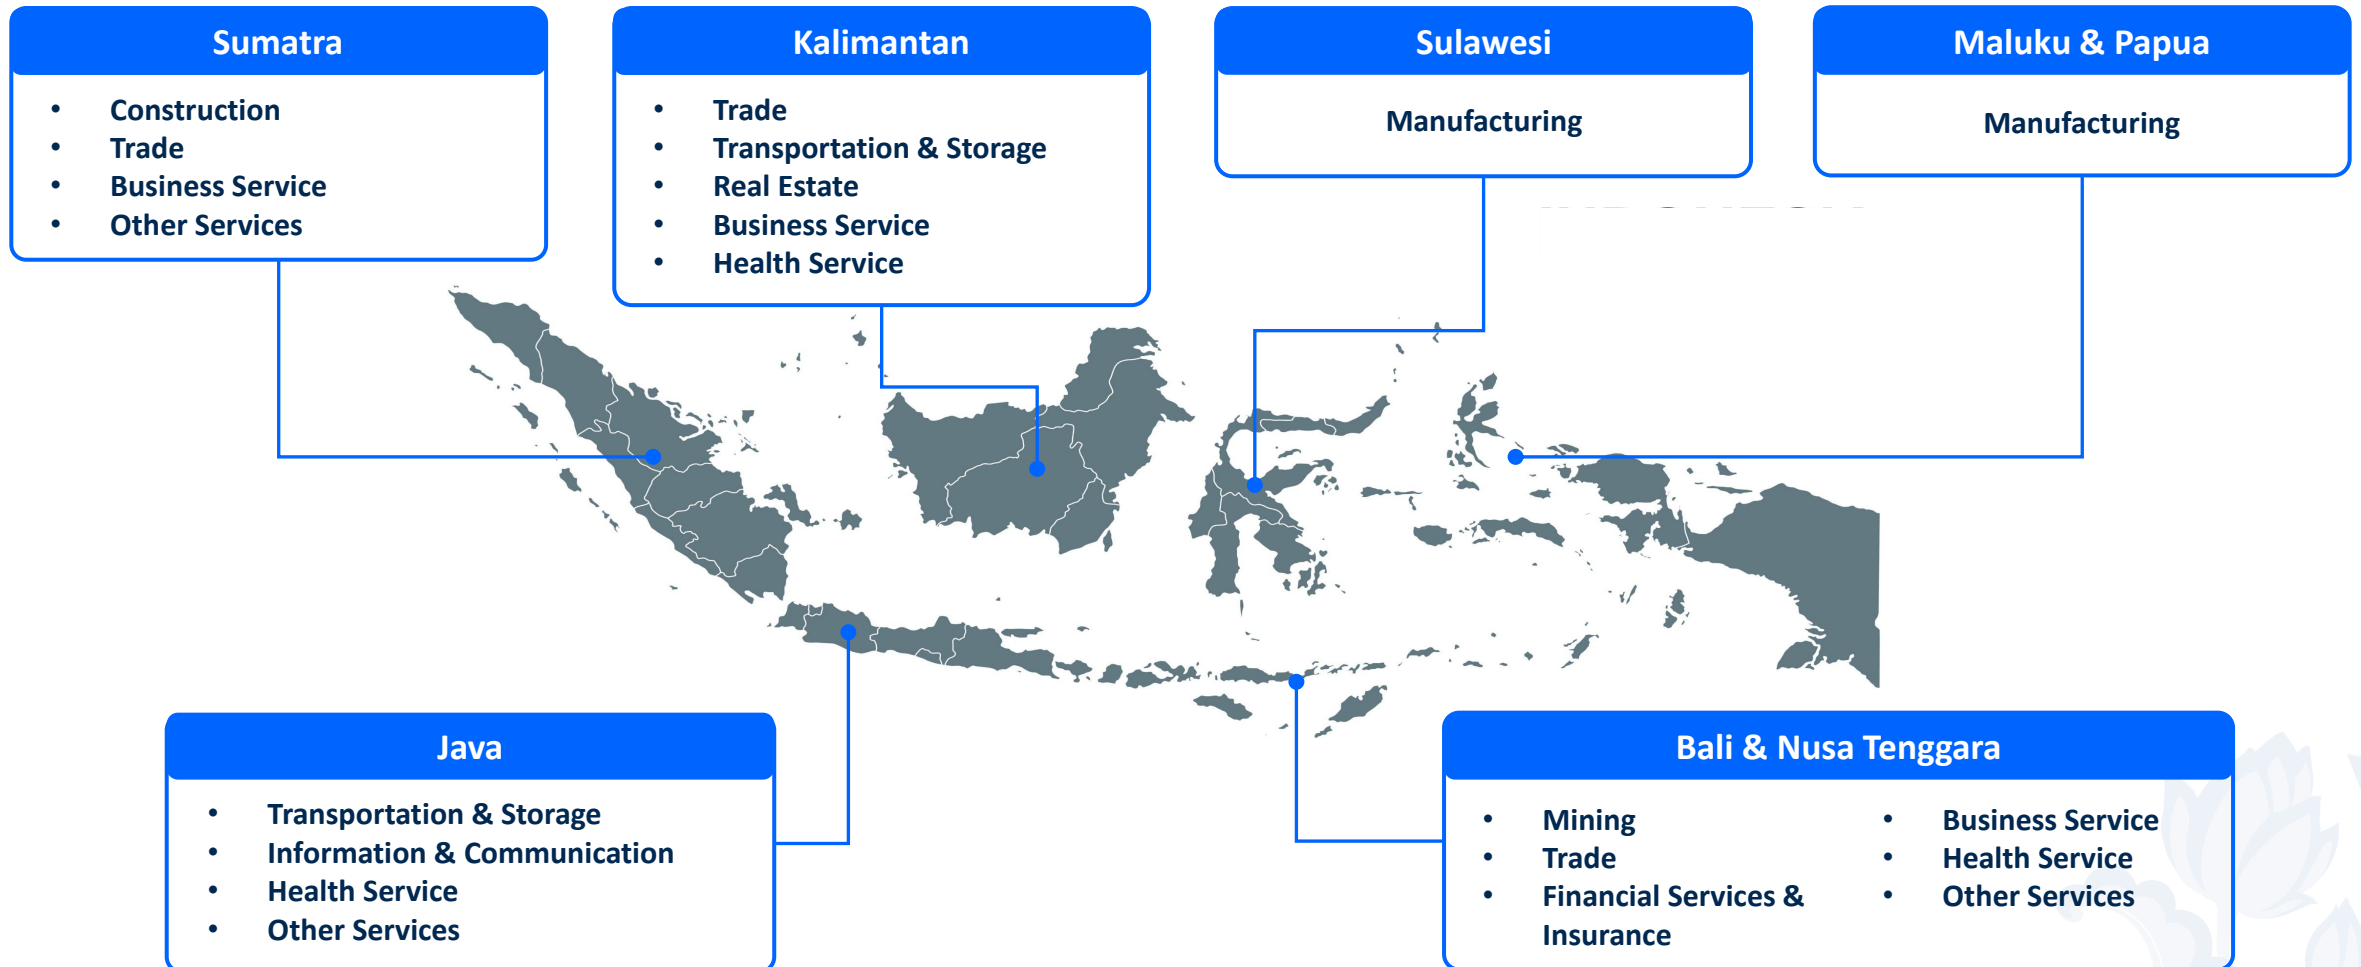 Sumatra
• Construction
• Trade
• Business Service
• Other Services
Kalimantan
• Trade
• Transportation & Storage
• Real Estate
• Business Service
• Health Service
Sulawesi
Manufacturing
Maluku & Papua
Manufacturing
Java
• Transportation & Storage
• Information & Communication
• Health Service
• Other Services
Bali & Nusa Tenggara
• Mining
• Trade
• Financial Services &
Insurance
• Business Service
• Health Service
• Other Services